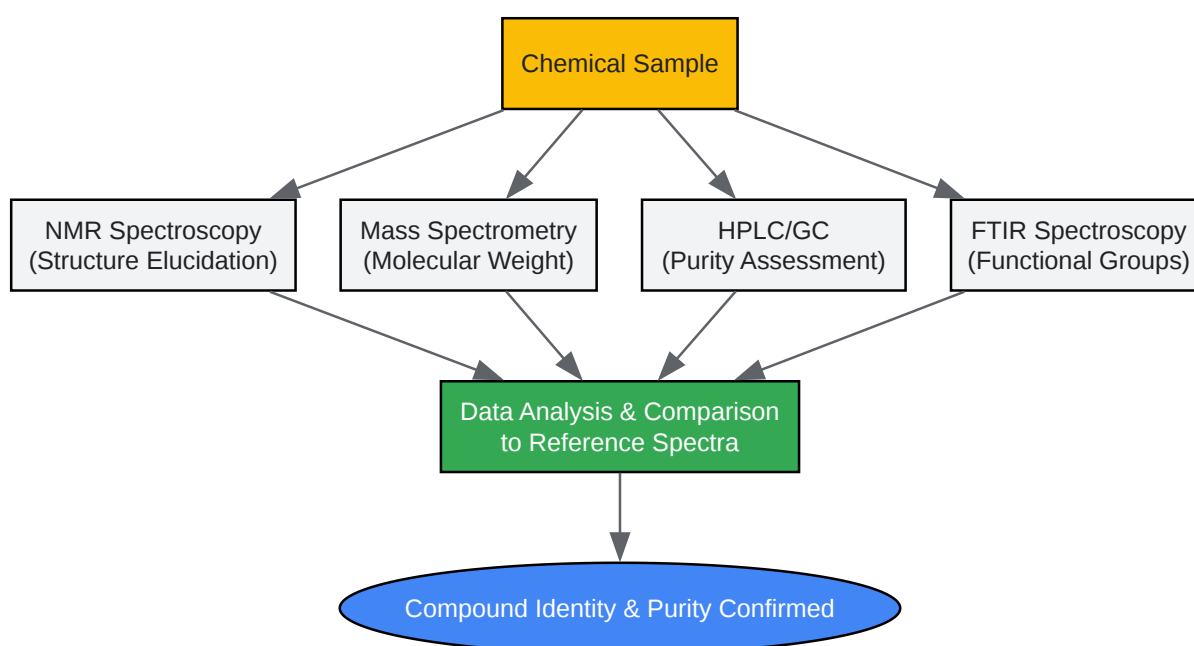 Chemical Sample
NMR Spectroscopy
(Structure Elucidation)
Mass Spectrometry
(Molecular Weight)
HPLC/GC
(Purity Assessment)
FTIR Spectroscopy
(Functional Groups)
Data Analysis & Comparison
to Reference Spectra
Compound Identity & Purity Confirmed